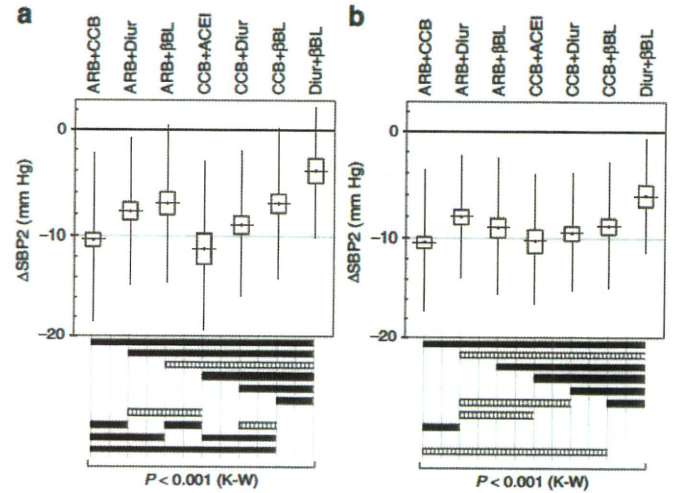 a
ARB+CCB
ARB+Diur
ARB+βBL
CCB+ACEI
CCB+Diur
CCB+βBL
Diur+βBL
ΔSBP2 (mm Hg)
0
−10
−20
P < 0.001 (K-W)
b
ARB+CCB
ARB+Diur
ARB+βBL
CCB+ACEI
CCB+Diur
CCB+βBL
Diur+βBL
ΔSBP2 (mm Hg)
0
−10
−20
P < 0.001 (K-W)